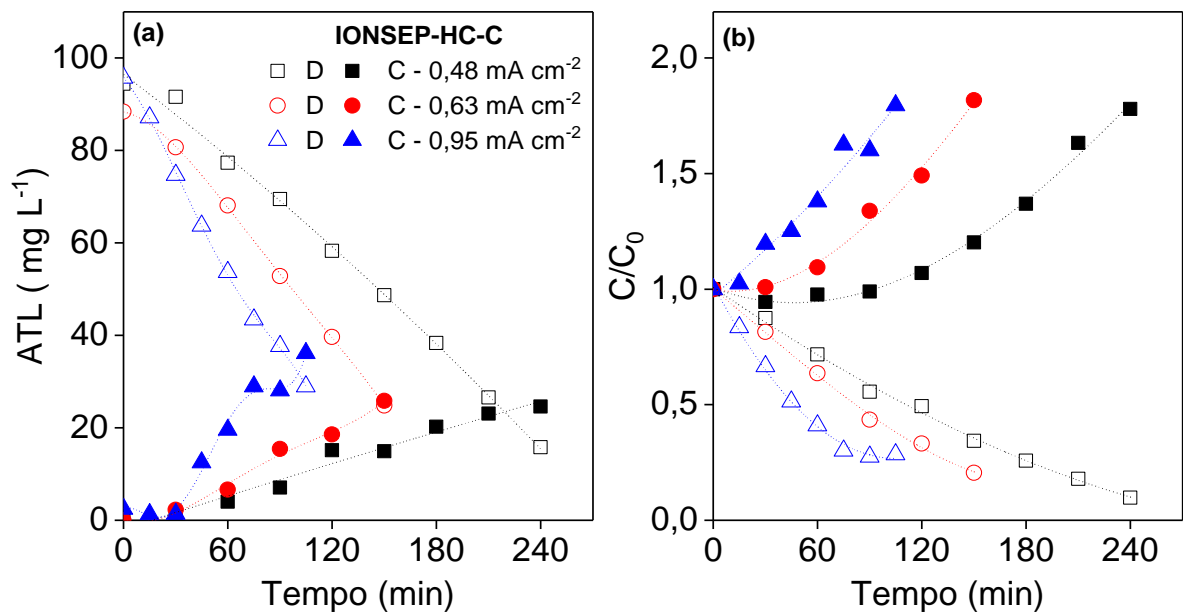 (a)
IONSEP-HC-C
D C - 0,48 mA cm-2
D C - 0,63 mA cm-2
D C - 0,95 mA cm-2
100
80
60
40
20
0
ATL ( mg L-1)
0 60 120 180 240
Tempo (min)
(b)
2,0
1,5
1,0
0,5
0,0
C/C0
0 60 120 180 240
Tempo (min)